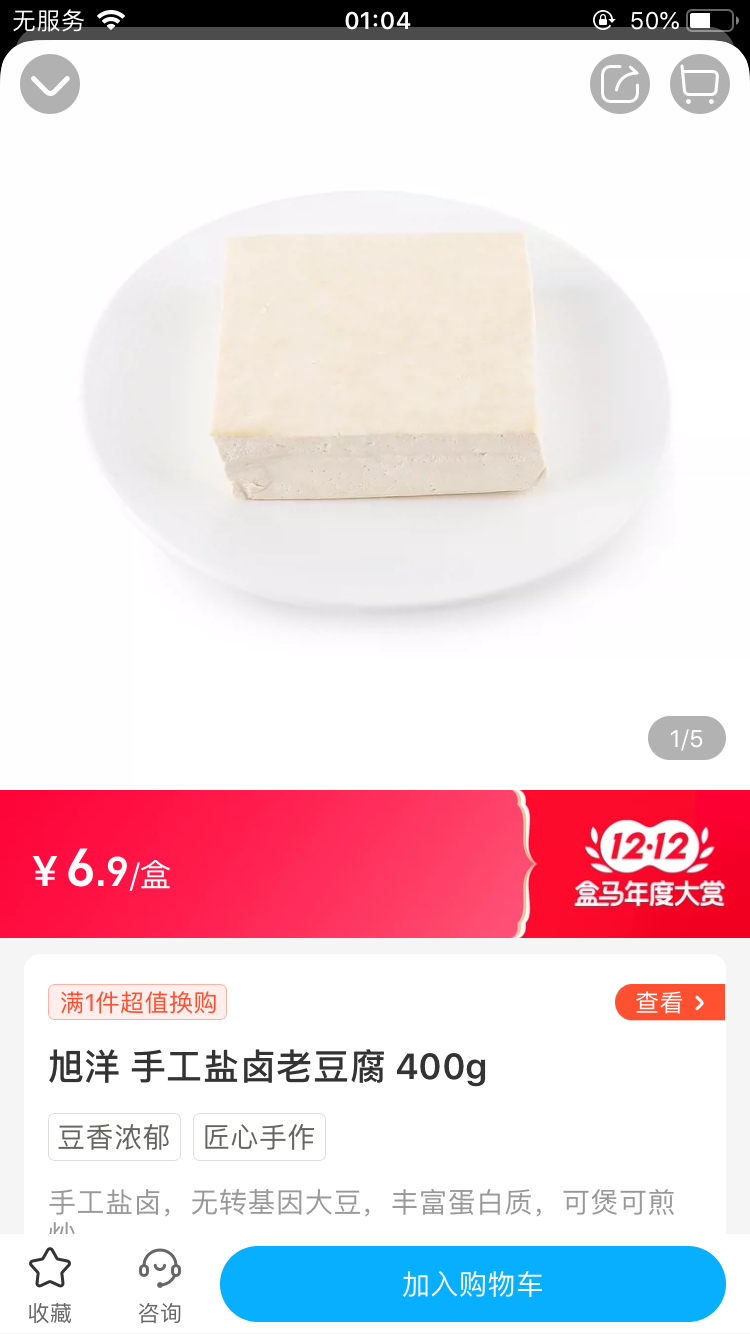 无服务 01:04 50%
1/5
¥6.9/盒
12·12
盒马年度大赏
满1件超值换购
查看
旭洋 手工盐卤老豆腐 400g
豆香浓郁 匠心手作
手工盐卤，无转基因大豆，丰富蛋白质，可煲可煎
炒
加入购物车
收藏 咨询